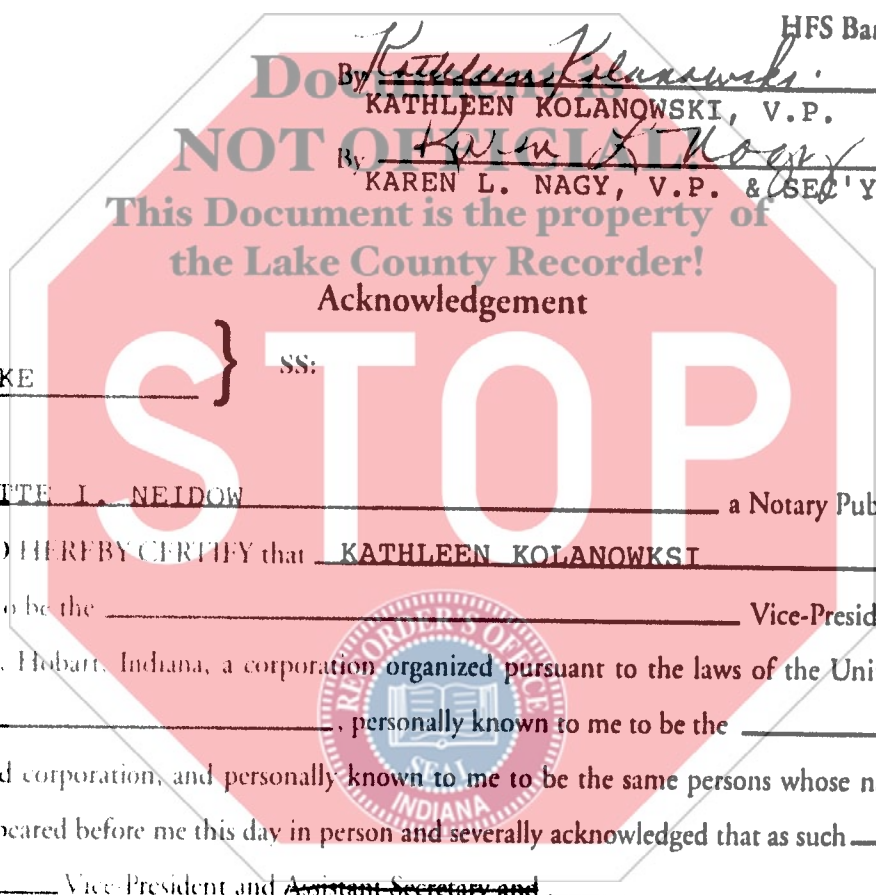 HFS
By Kathleen Kolanowski
Document is
KATHLEEN KOLANOWSKI, V.P.
NOT OFFICIAL!
By Karen L Nagy
KAREN L. NAGY, V.P. & SEC'Y
This Document is the property of
the Lake County Recorder!
Acknowledgement
KE } SS:
STOP
TTE I. NEIDOW a Notary Pub
HEREBY CERTIFY that KATHLEEN KOLANOWKSI
o be the Vice-Presid
Hobart, Indiana, a corporation organized pursuant to the laws of the Uni
, personally known to me to be the
d corporation, and personally known to me to be the same persons whose n
peared before me this day in person and severally acknowledged that as such
Vice-President and Assistant Secretary and
RECORDER'S OFFICE
SEAL
INDIANA